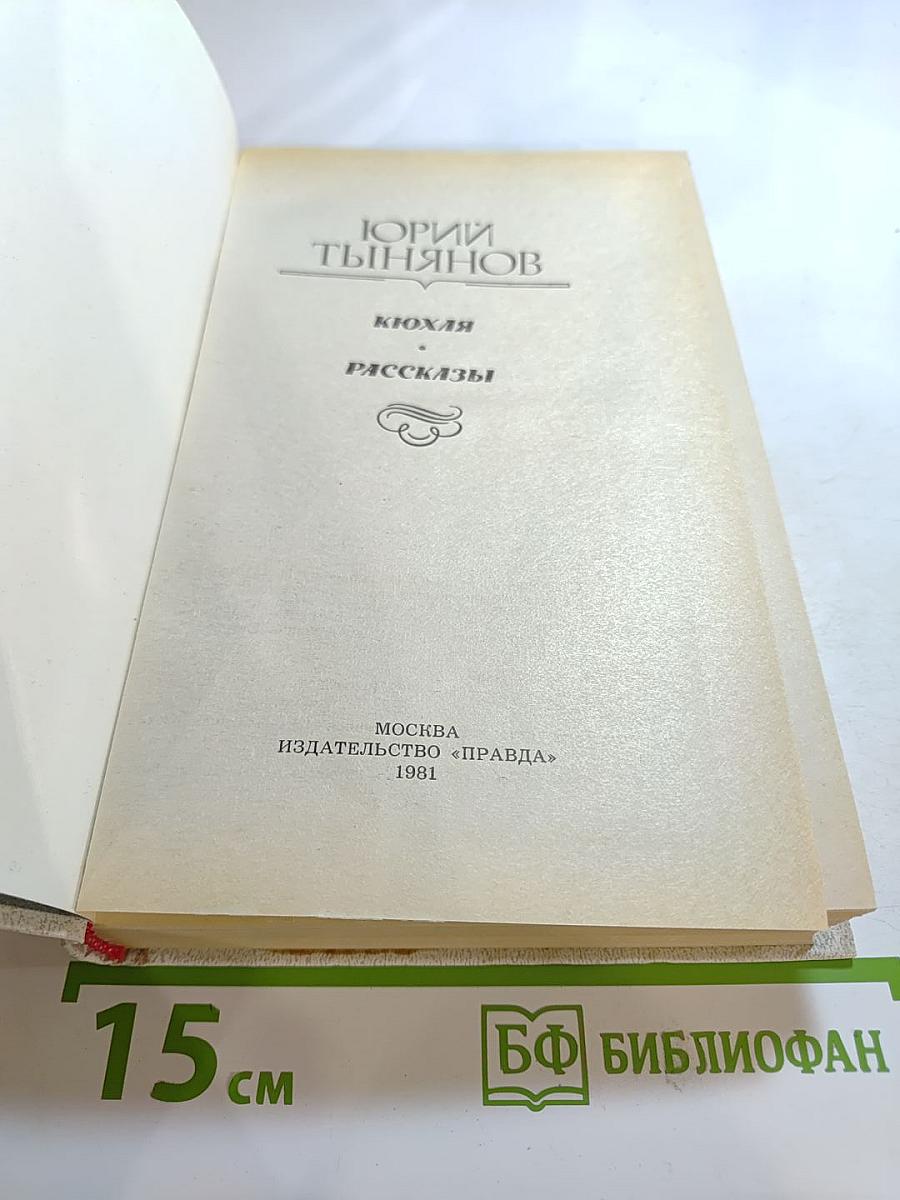 ЮРИЙ
ТЫНЯНОВ
КЮХЛЯ
•
РАССКАЗЫ
МОСКВА
ИЗДАТЕЛЬСТВО «ПРАВДА»
1981
15 см
БФ БИБЛИОФАН